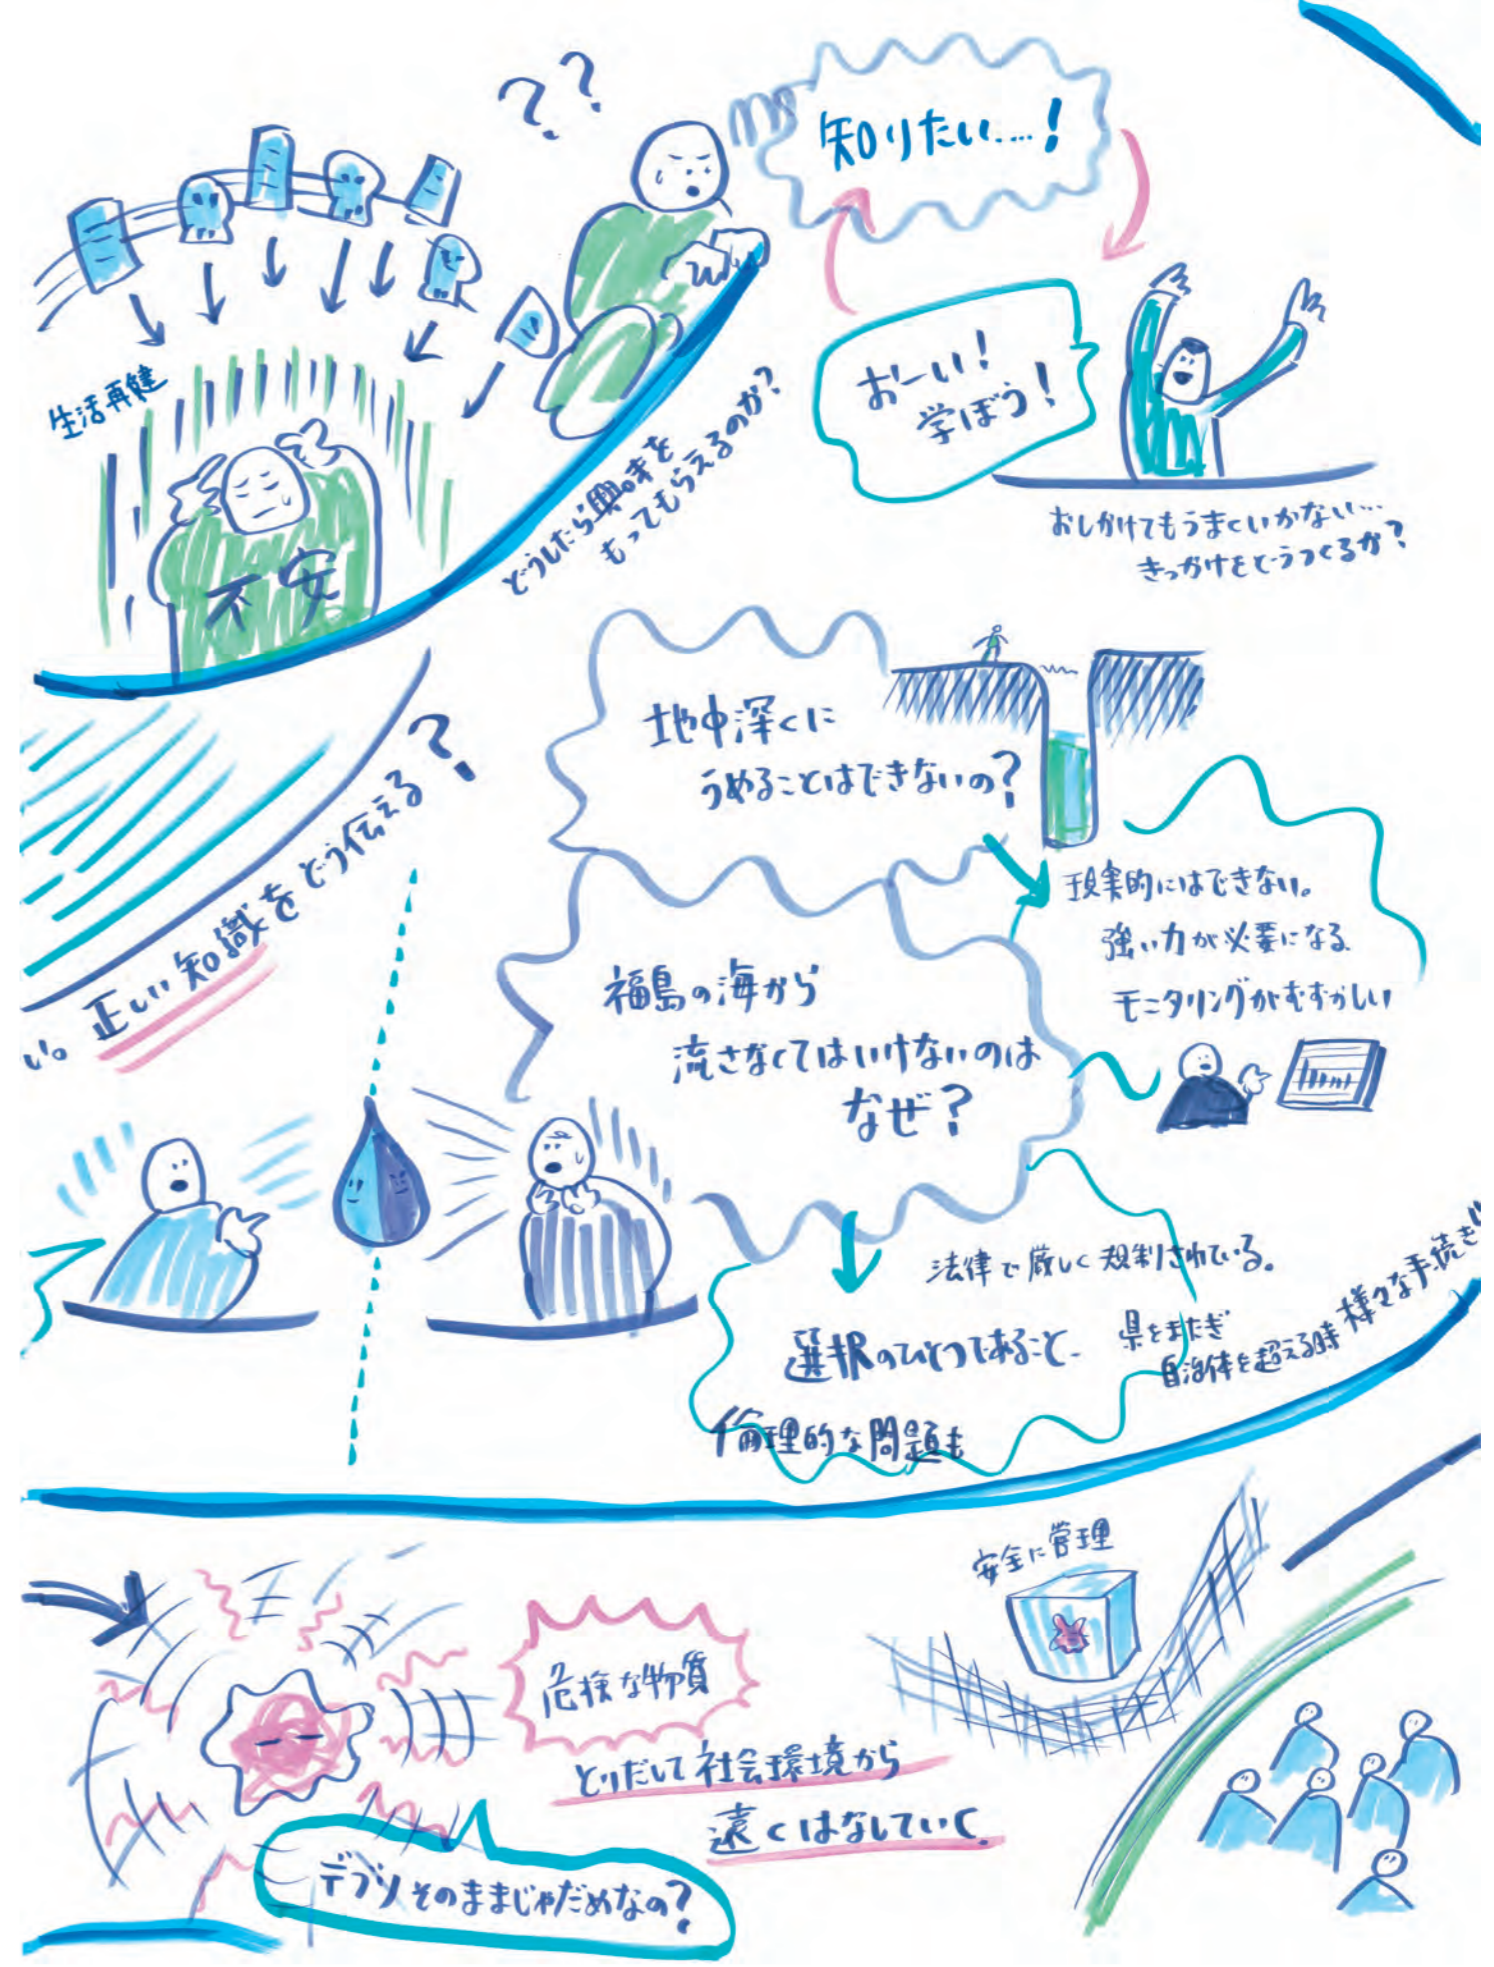 ??
知りたい....!
おーい!
学ぼう!
生活再建
不安
どうしたら興味を
もってもらえるのか?
おしかけてもうまくいかない...
きっかけをどうつくるか?
地中深くに
うめることはできないの?
現実的にはできない。
強い力が必要になる
モニタリングがむずかしい
い。正しい知識をどう伝える?
福島の海から
流さなくてはいけないのは
なぜ?
法律で厳しく規制されている。
選択のひとつであること、
倫理的な問題も
県をまたぎ
自治体を超える時様々な手続きが
安全に管理
危険な物質
とりだして社会環境から
遠くはなしていく
デブリそのままじゃだめなの?